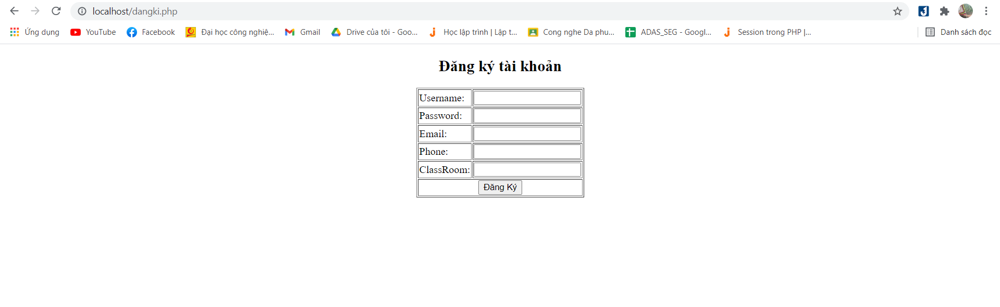 localhost/dangki.php
Ứng dụng YouTube Facebook Đại học công nghiệ... Gmail Drive của tôi - Goo... Học lập trình | Lập t... Cong nghe Da phu... ADAS_SEG - Googl... Session trong PHP |... Danh sách đọc
Đăng ký tài khoản
Username:
Password:
Email:
Phone:
ClassRoom:
Đăng Ký